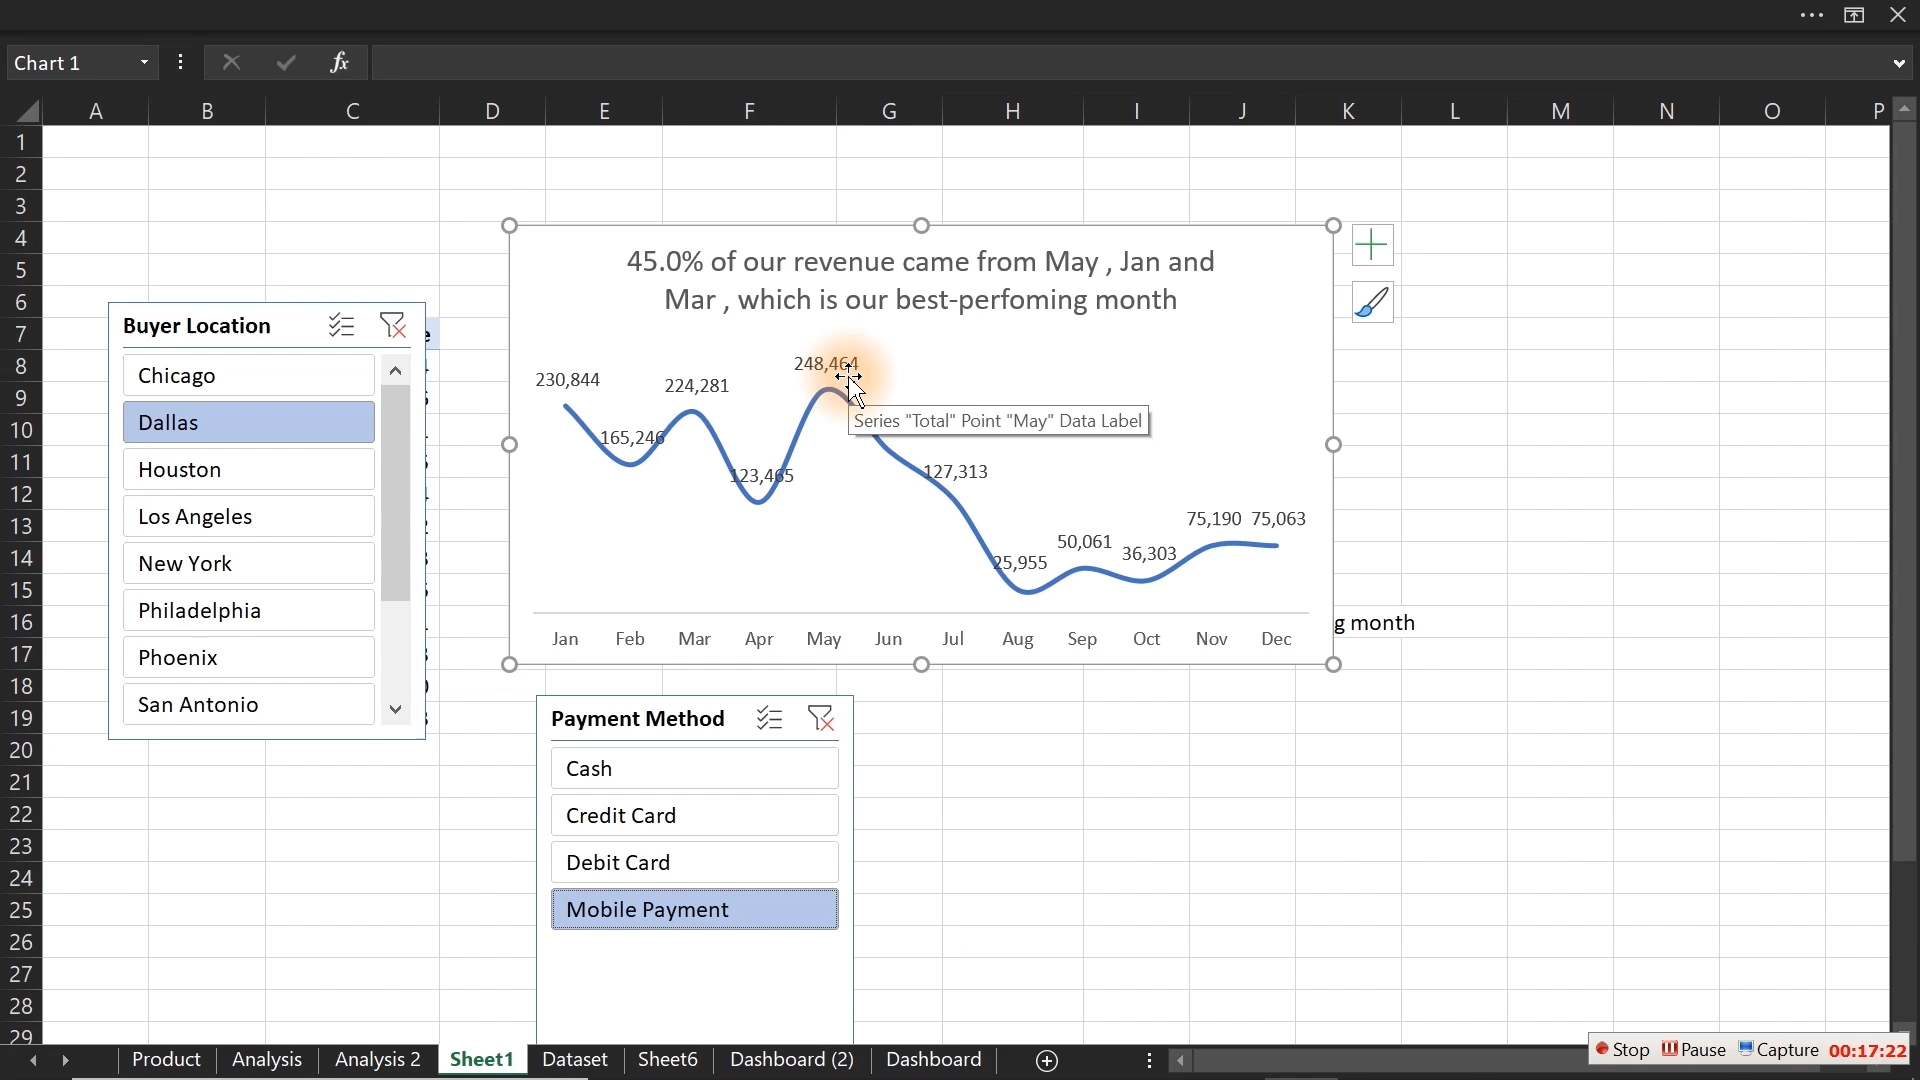 Chart 1
fx
A B C D E F G H I J K L M N O P
1
2
3
4
5
6
7
8
9
10
11
12
13
14
15
16
17
18
19
20
21
22
23
24
25
26
27
28
29
Buyer Location
Chicago
Dallas
Houston
Los Angeles
New York
Philadelphia
Phoenix
San Antonio
45.0% of our revenue came from May , Jan and
Mar , which is our best-perfoming month
230,844
165,246
224,281
123,465
248,464
Series "Total" Point "May" Data Label
127,313
25,955
50,061
36,303
75,190
75,063
Jan Feb Mar Apr May Jun Jul Aug Sep Oct Nov Dec
g month
Payment Method
Cash
Credit Card
Debit Card
Mobile Payment
Product Analysis Analysis 2 Sheet1 Dataset Sheet6 Dashboard (2) Dashboard
Stop Pause Capture 00:17:22